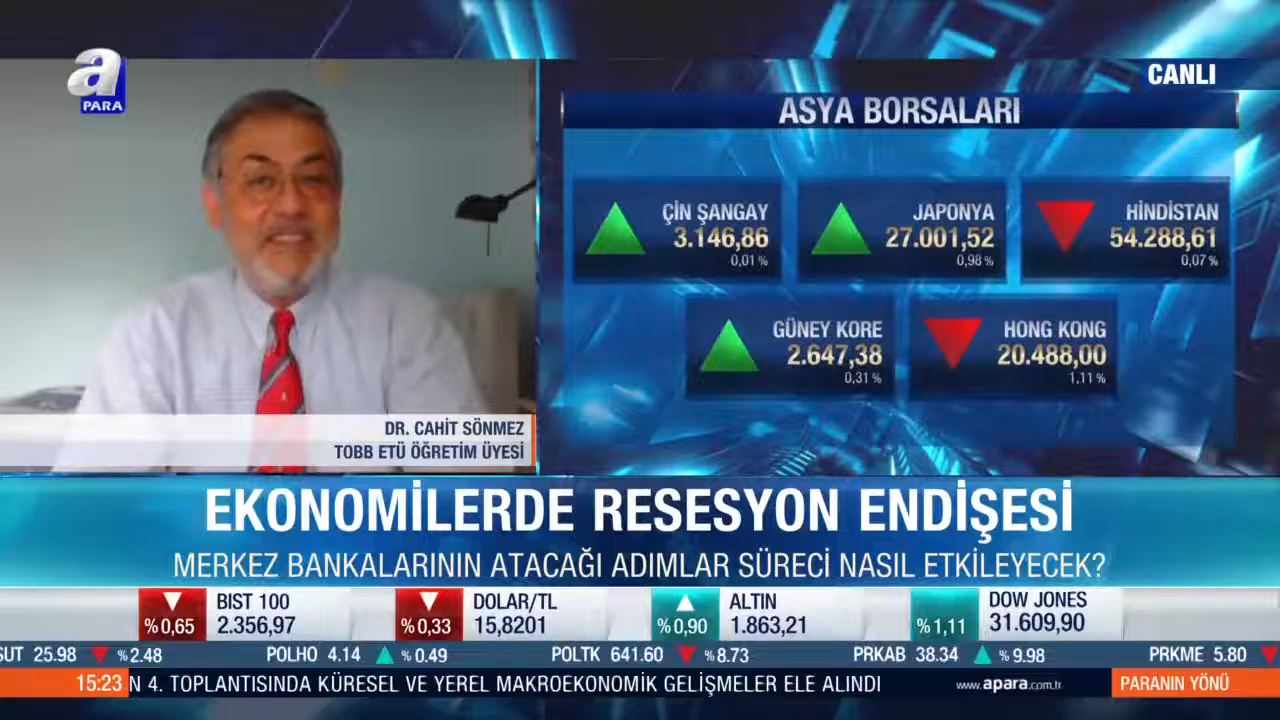 a
PARA
CANLI
ASYA BORSALARI
ÇİN ŞANGAY
3.146,86
0,01 %
JAPONYA
27.001,52
0,98 %
HİNDİSTAN
54.288,61
0,07 %
GÜNEY KORE
2.647,38
0,31 %
HONG KONG
20.488,00
1,11 %
DR. CAHİT SÖNMEZ
TOBB ETÜ ÖĞRETİM ÜYESİ
EKONOMİLERDE RESESYON ENDİŞESİ
MERKEZ BANKALARININ ATACAĞI ADIMLAR SÜRECİ NASIL ETKİLEYECEK?
%0,65 BIST 100 2.356,97
%0,33 DOLAR/TL 15,8201
%0,90 ALTIN 1.863,21
%1,11 DOW JONES 31.609,90
SUT 25.98 %2.48 POLHO 4.14 %0.49 POLTK 641.60 %8.73 PRKAB 38.34 %9.98 PRKME 5.80
15:23 N 4. TOPLANTISINDA KÜRESEL VE YEREL MAKROEKONOMİK GELİŞMELER ELE ALINDI www.apara.com.tr PARANIN YÖNÜ